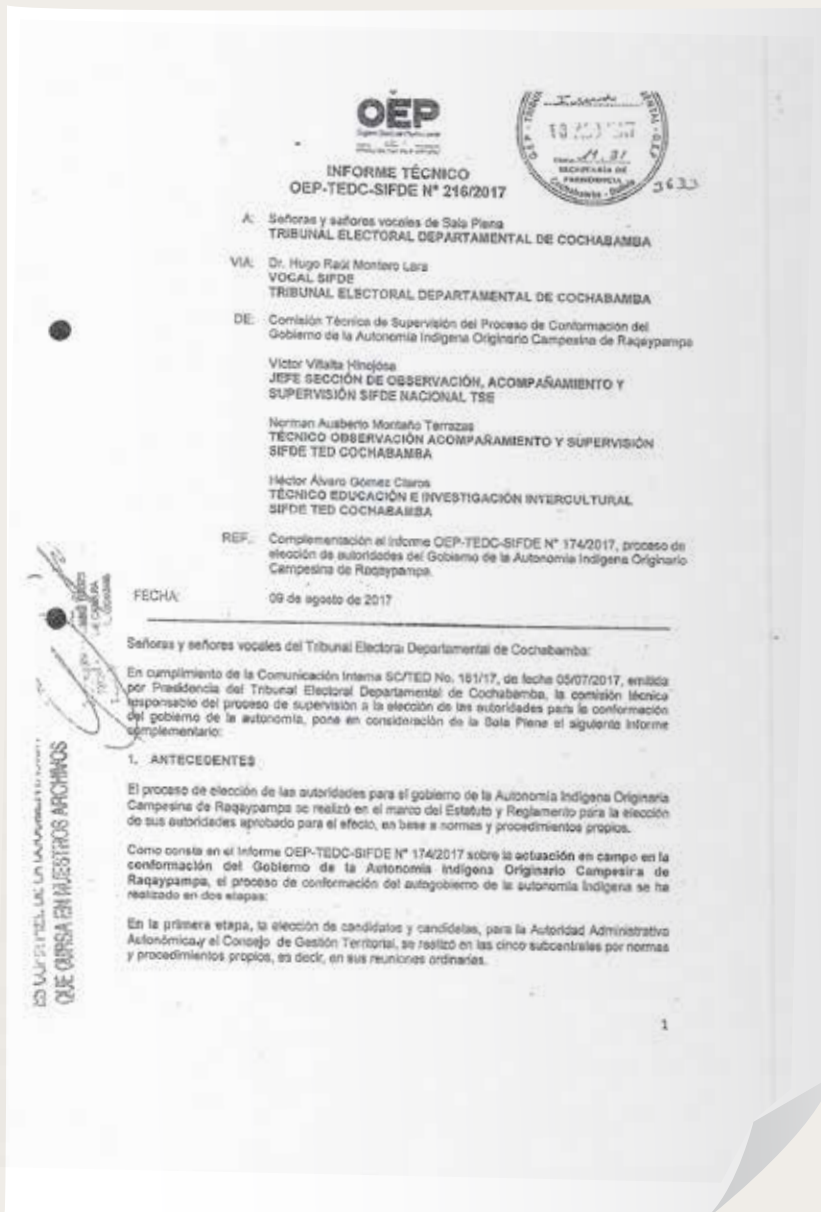 OEP
INFORME TÉCNICO
OEP-TEDC-SIFDE N° 216/2017
SECRETARÍA DE
PRESIDENCIA
Cochabamba - Bolivia
3633
A: Señoras y señores vocales de Sala Plena
TRIBUNAL ELECTORAL DEPARTAMENTAL DE COCHABAMBA
VIA: Dr. Hugo Raúl Montero Lara
VOCAL SIFDE
TRIBUNAL ELECTORAL DEPARTAMENTAL DE COCHABAMBA
DE: Comisión Técnica de Supervisión del Proceso de Conformación del
Gobierno de la Autonomía Indígena Originario Campesina de Raqaypampa
Víctor Villalta Hinojosa
JEFE SECCIÓN DE OBSERVACIÓN, ACOMPAÑAMIENTO Y
SUPERVISIÓN SIFDE NACIONAL TSE
Norman Ausberto Montaño Terrazas
TÉCNICO OBSERVACIÓN ACOMPAÑAMIENTO Y SUPERVISIÓN
SIFDE TED COCHABAMBA
Héctor Álvaro Gómez Claros
TÉCNICO EDUCACIÓN E INVESTIGACIÓN INTERCULTURAL
SIFDE TED COCHABAMBA
REF.: Complementación al informe OEP-TEDC-SIFDE N° 174/2017, proceso de
elección de autoridades del Gobierno de la Autonomía Indígena Originario
Campesina de Raqaypampa.
FECHA: 09 de agosto de 2017
Señoras y señores vocales del Tribunal Electoral Departamental de Cochabamba:
En cumplimiento de la Comunicación Interna SC/TED No. 161/17, de fecha 05/07/2017, emitida
por Presidencia del Tribunal Electoral Departamental de Cochabamba, la comisión técnica
responsable del proceso de supervisión a la elección de las autoridades para la conformación
del gobierno de la autonomía, pone en consideración de la Sala Plena el siguiente informe
complementario:
1. ANTECEDENTES
El proceso de elección de las autoridades para el gobierno de la Autonomía Indígena Originaria
Campesina de Raqaypampa se realizó en el marco del Estatuto y Reglamento para la elección
de sus autoridades aprobado para el efecto, en base a normas y procedimientos propios.
Como consta en el Informe OEP-TEDC-SIFDE N° 174/2017 sobre la actuación en campo en la
conformación del Gobierno de la Autonomía Indígena Originario Campesina de
Raqaypampa, el proceso de conformación del autogobierno de la autonomía indígena se ha
realizado en dos etapas:
En la primera etapa, la elección de candidatos y candidatas, para la Autoridad Administrativo
Autonómica y el Consejo de Gestión Territorial, se realizó en las cinco subcentrales por normas
y procedimientos propios, es decir, en sus reuniones ordinarias.
QUE CURSA EN NUESTROS ARCHIVOS
1